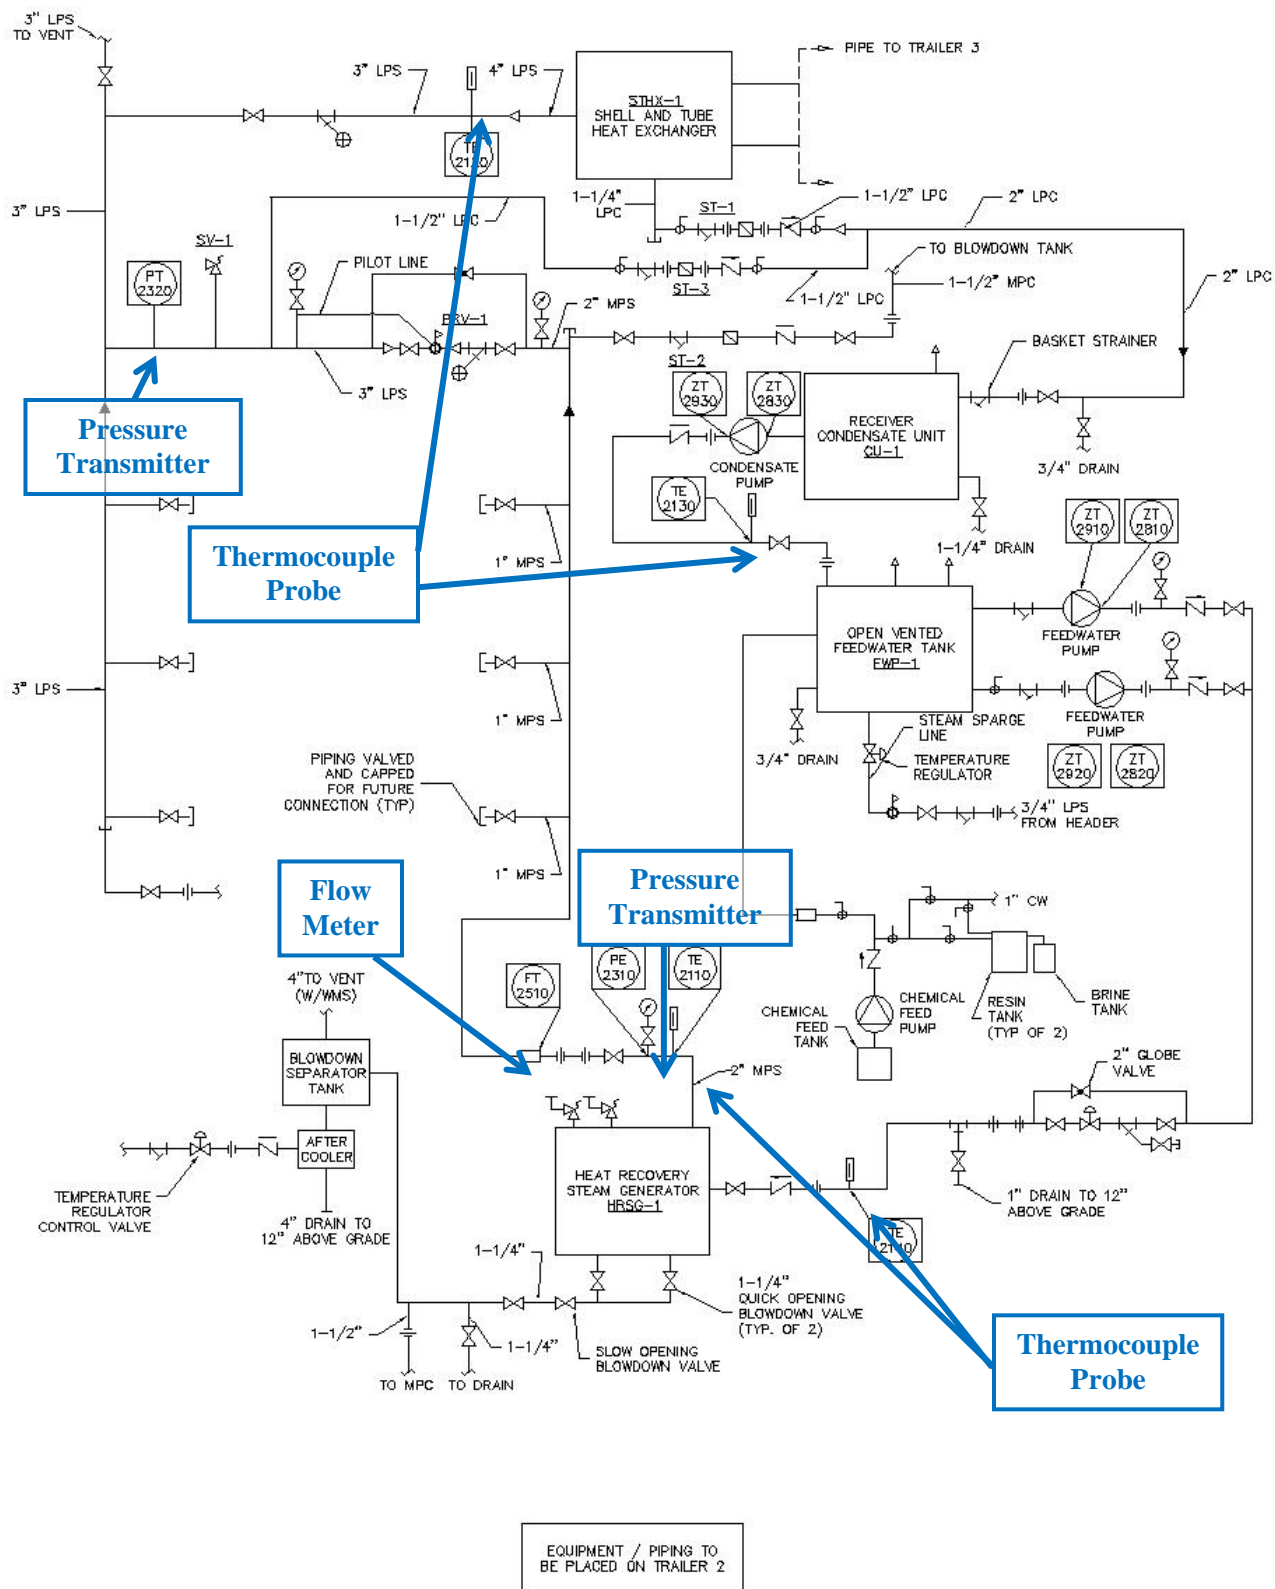 3" LPS
TO VENT
3" LPS
4" LPS
STHX-1
SHELL AND TUBE
HEAT EXCHANGER
PIPE TO TRAILER 3
TE
2120
1-1/4"
LPC
1-1/2" LPC
ST-1
1-1/2" LPC
2" LPC
3" LPS
SV-1
PT
2320
PILOT LINE
PRV-1
2" MPS
ST-3
1-1/2" LPC
TO BLOWDOWN TANK
1-1/2" MPC
2" LPC
3" LPS
ST-2
BASKET STRAINER
ZT
2930
ZT
2830
RECEIVER
CONDENSATE UNIT
CU-1
CONDENSATE
PUMP
3/4" DRAIN
Pressure
Transmitter
TE
2130
1-1/4" DRAIN
ZT
2910
ZT
2810
Thermocouple
Probe
1" MPS
OPEN VENTED
FEEDWATER TANK
FWP-1
FEEDWATER
PUMP
3" LPS
1" MPS
3/4" DRAIN
STEAM SPARGE
LINE
TEMPERATURE
REGULATOR
FEEDWATER
PUMP
ZT
2920
ZT
2820
PIPING VALVED
AND CAPPED
FOR FUTURE
CONNECTION (TYP)
3/4" LPS
FROM HEADER
1" MPS
Flow
Meter
Pressure
Transmitter
1" CW
4"TO VENT
(W/WMS)
FT
2510
PE
2310
TE
2110
CHEMICAL
FEED
TANK
CHEMICAL
FEED
PUMP
RESIN
TANK
(TYP OF 2)
BRINE
TANK
BLOWDOWN
SEPARATOR
TANK
2" MPS
2" GLOBE
VALVE
AFTER
COOLER
HEAT RECOVERY
STEAM GENERATOR
HRSG-1
TEMPERATURE
REGULATOR
CONTROL VALVE
4" DRAIN TO
12" ABOVE GRADE
1" DRAIN TO 12"
ABOVE GRADE
TE
2140
1-1/4"
1-1/4"
QUICK OPENING
BLOWDOWN VALVE
(TYP. OF 2)
1-1/2"
1-1/4"
SLOW OPENING
BLOWDOWN VALVE
TO MPC
TO DRAIN
Thermocouple
Probe
EQUIPMENT / PIPING TO
BE PLACED ON TRAILER 2